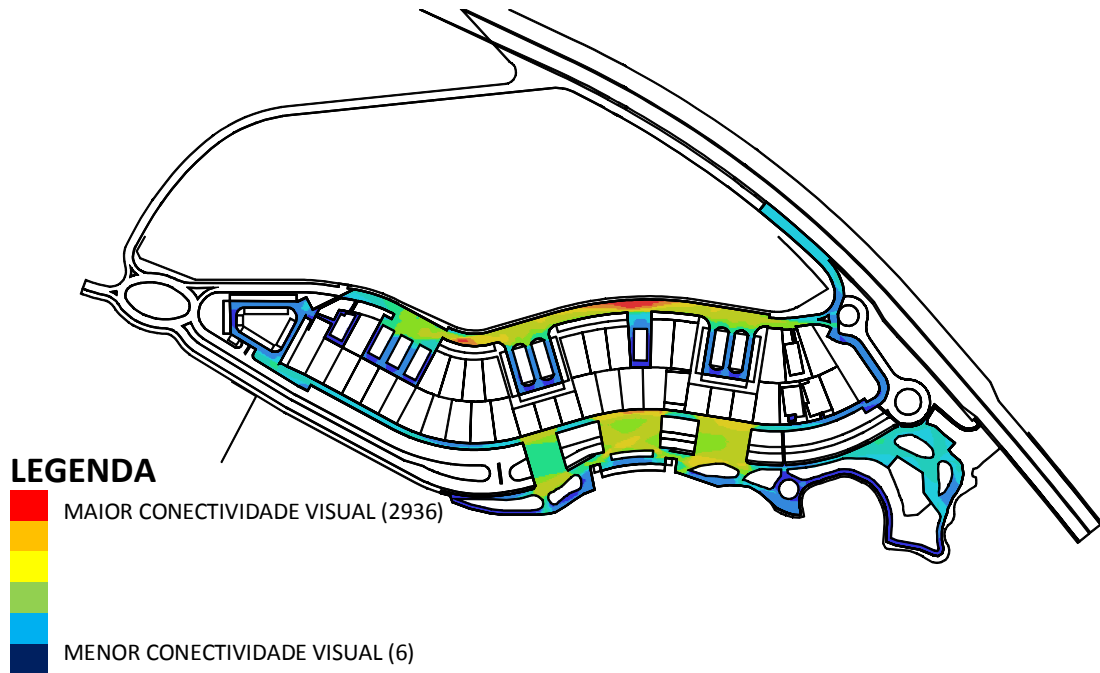 LEGENDA
MAIOR CONECTIVIDADE VISUAL (2936)
MENOR CONECTIVIDADE VISUAL (6)